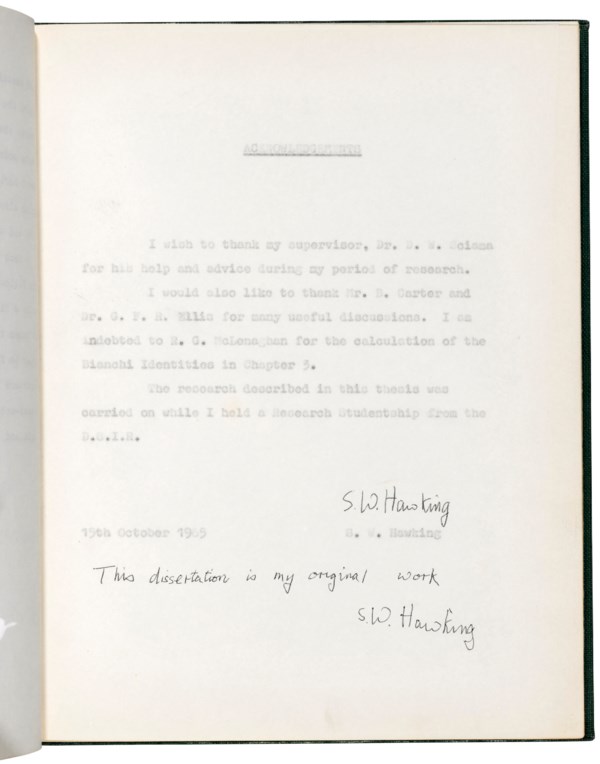 ACKNOWLEDGEMENTS
I wish to thank my supervisor, Dr. D. W. Sciama
for his help and advice during my period of research.
I would also like to thank Mr. B. Carter and
Dr. G. F. R. Ellis for many useful discussions. I am
indebted to R. G. McLenaghan for the calculation of the
Bianchi Identities in Chapter 3.
The research described in this thesis was
carried on while I held a Research Studentship from the
D.S.I.R.
S.W. Hawking
15th October 1965 S. W. Hawking
This dissertation is my original work
S.W. Hawking